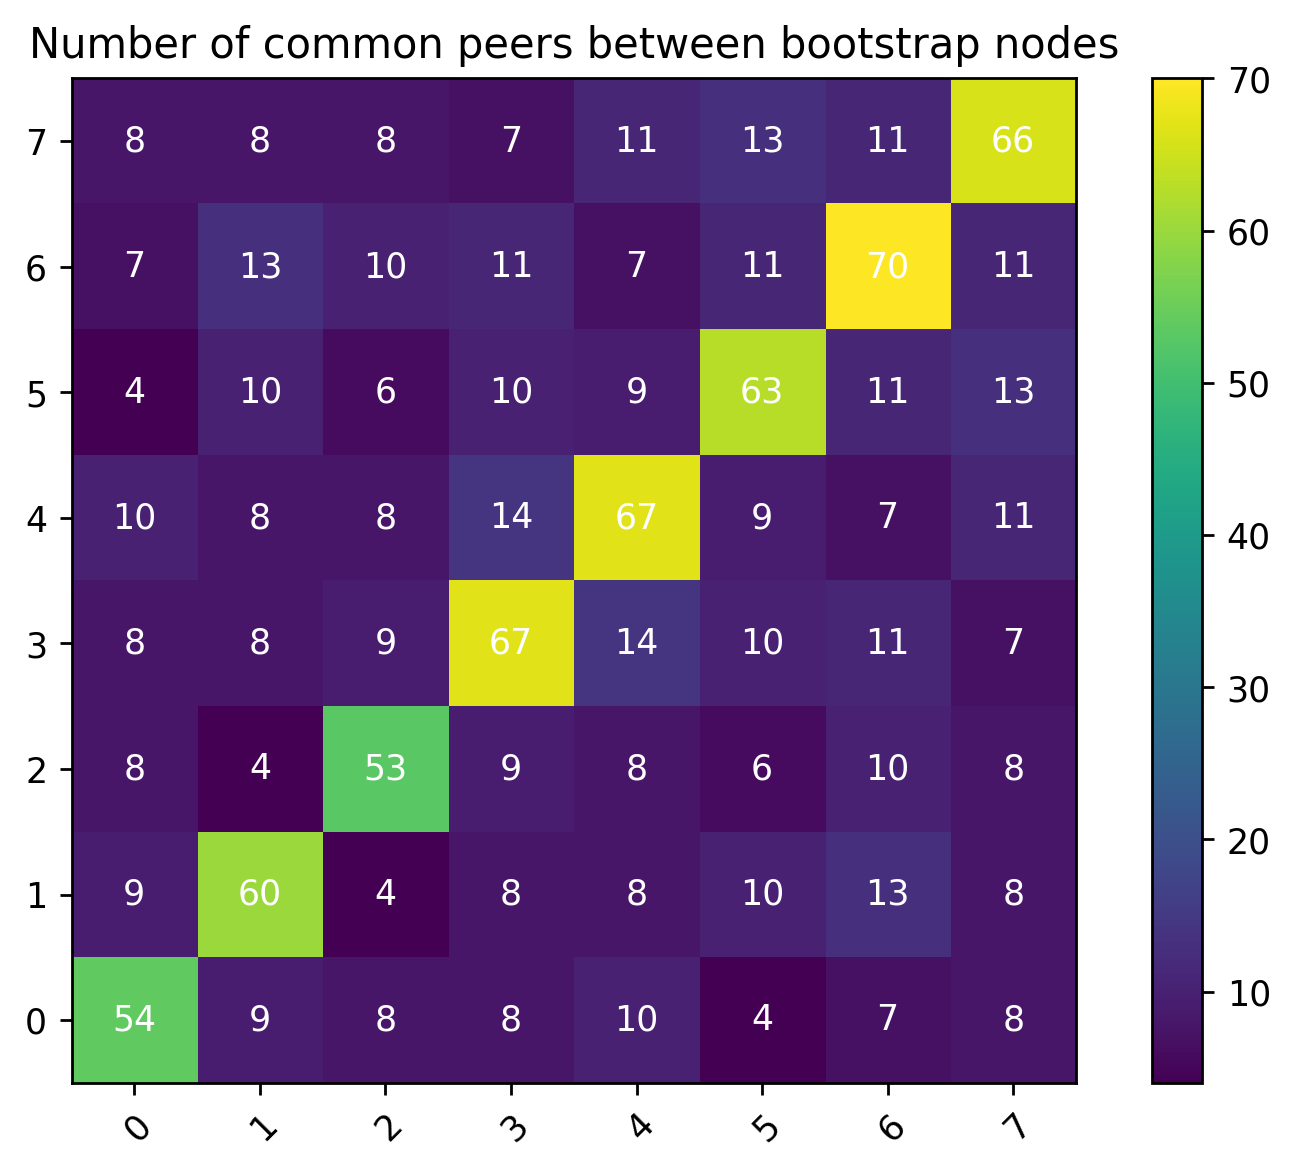 Number of common peers between bootstrap nodes
7 8 8 8 7 11 13 11 66
6 7 13 10 11 7 11 70 11
5 4 10 6 10 9 63 11 13
4 10 8 8 14 67 9 7 11
3 8 8 9 67 14 10 11 7
2 8 4 53 9 8 6 10 8
1 9 60 4 8 8 10 13 8
0 54 9 8 8 10 4 7 8
0 1 2 3 4 5 6 7
70
60
50
40
30
20
10